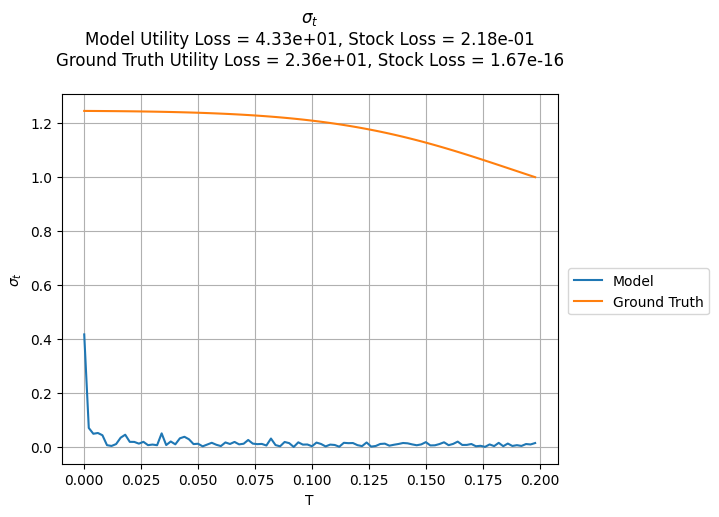 σt
Model Utility Loss = 4.33e+01, Stock Loss = 2.18e-01
Ground Truth Utility Loss = 2.36e+01, Stock Loss = 1.67e-16
1.2
1.0
0.8
0.6
0.4
0.2
0.0
σt
Model
Ground Truth
0.000 0.025 0.050 0.075 0.100 0.125 0.150 0.175 0.200
T